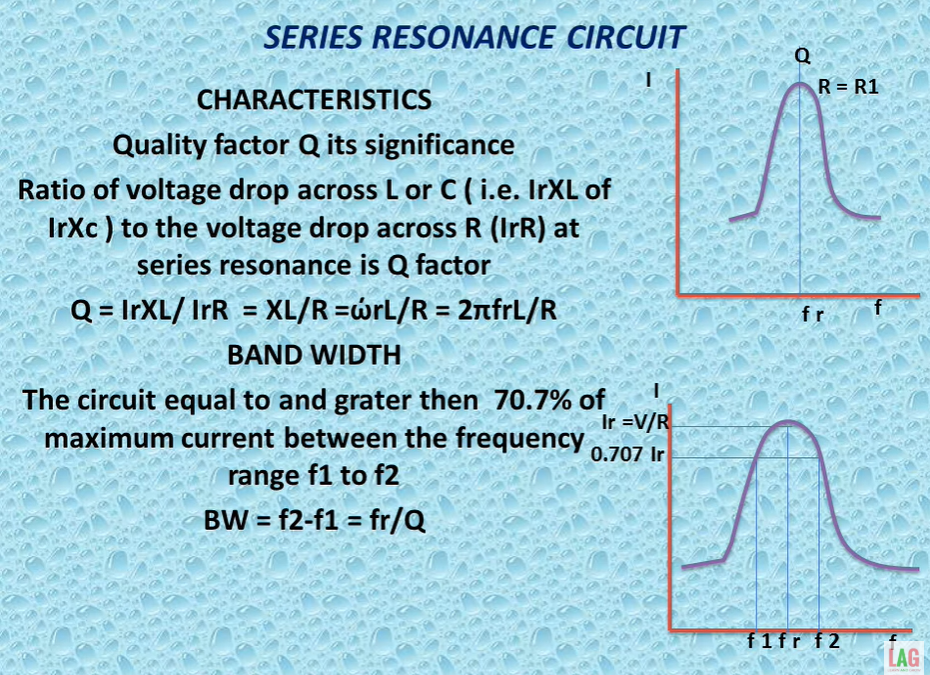 SERIES RESONANCE CIRCUIT
CHARACTERISTICS
Quality factor Q its significance
Ratio of voltage drop across L or C ( i.e. IrXL of
IrXc ) to the voltage drop across R (IrR) at
series resonance is Q factor
Q = IrXL/ IrR = XL/R =ώrL/R = 2πfrL/R
BAND WIDTH
The circuit equal to and grater then 70.7% of
maximum current between the frequency
range f1 to f2
BW = f2-f1 = fr/Q
Q
I
R = R1
f r
f
I
Ir =V/R
0.707 Ir
f 1 f r f 2
f
LAG